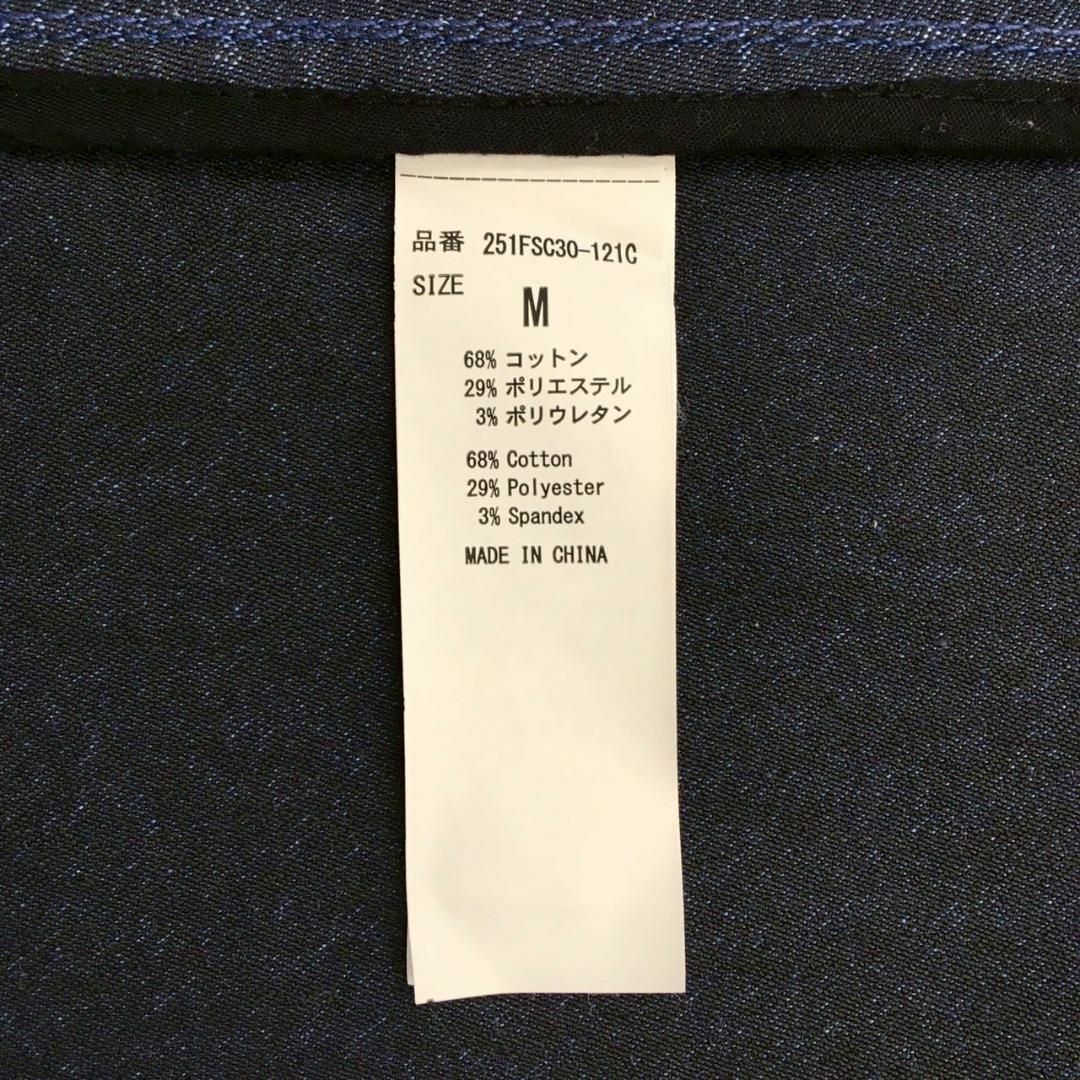 品番 251FSC30-121C
SIZE M
68% コットン
29% ポリエステル
3% ポリウレタン
68% Cotton
29% Polyester
3% Spandex
MADE IN CHINA